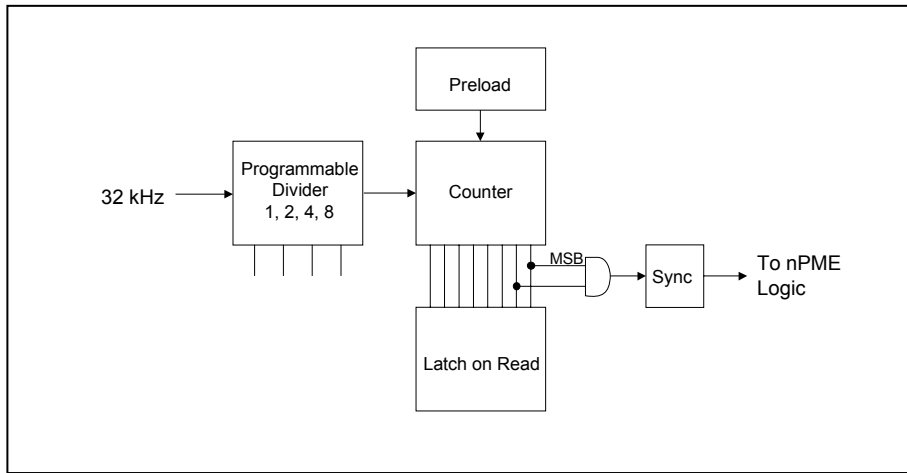 Preload
32 kHz
Programmable
Divider
1, 2, 4, 8
Counter
MSB
Sync
To nPME
Logic
Latch on Read